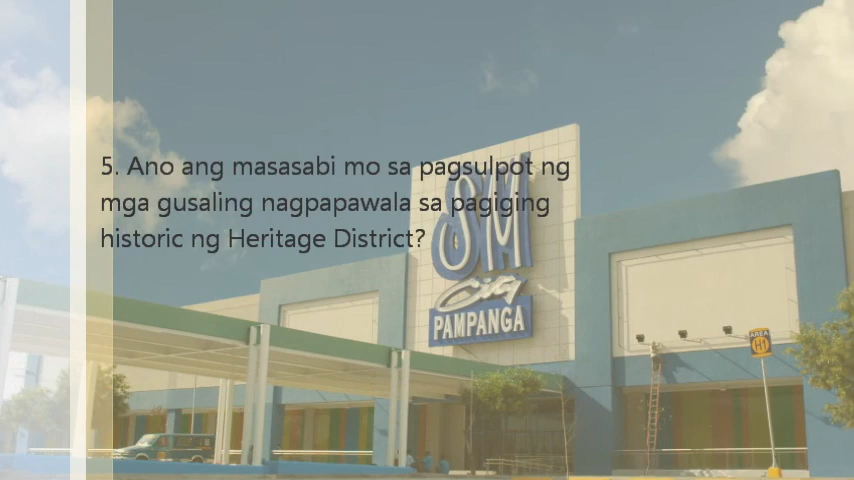 5. Ano ang masasabi mo sa pagsulpot ng
mga gusaling nagpapawala sa pagiging
historic ng Heritage District?
SM
City
PAMPANGA
AREA
H1